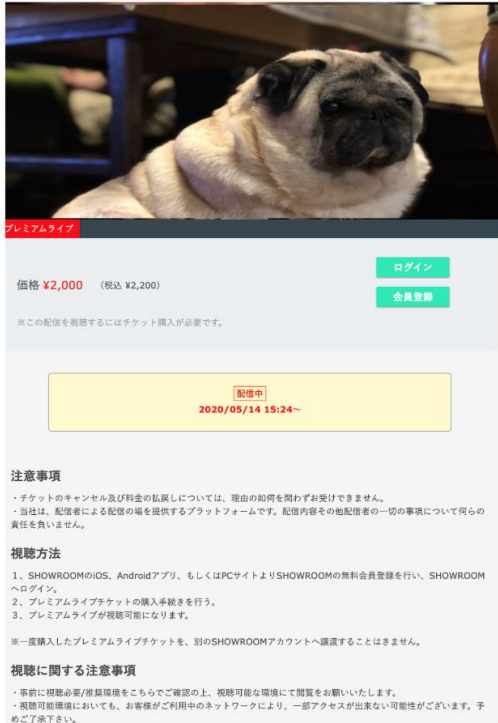 プレミアムライブ
価格 ¥2,000 （税込 ¥2,200）
ログイン
会員登録
※この配信を視聴するにはチケット購入が必要です。
配信中
2020/05/14 15:24〜
注意事項
・チケットのキャンセル及び料金の払戻しについては、理由の如何を問わずお受けできません。
・当社は、配信者による配信の場を提供するプラットフォームです。配信内容その他配信者の一切の事項について何らの
責任を負いません。
視聴方法
1、SHOWROOMのiOS、Androidアプリ、もしくはPCサイトよりSHOWROOMの無料会員登録を行い、SHOWROOM
へログイン。
2、プレミアムライブチケットの購入手続きを行う。
3、プレミアムライブが視聴可能になります。
※一度購入したプレミアムライブチケットを、別のSHOWROOMアカウントへ譲渡することはきません。
視聴に関する注意事項
・事前に視聴必要/推奨環境をこちらでご確認の上、視聴可能な環境にて閲覧をお願いいたします。
・視聴可能環境においても、お客様がご利用中のネットワークにより、一部アクセスが出来ない可能性がございます。予
めご了承下さい。